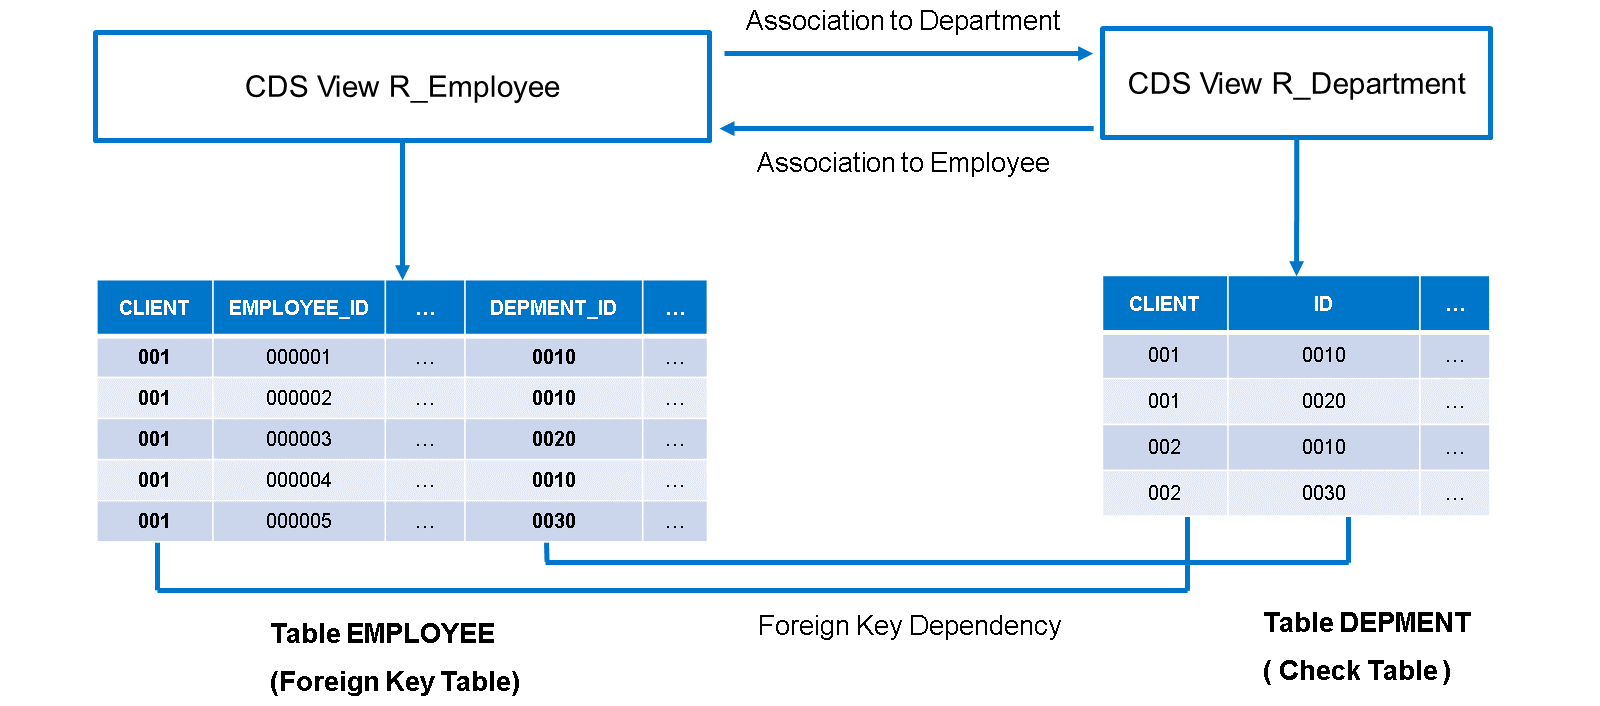 Association to Department
CDS View R_Employee
CDS View R_Department
Association to Employee
CLIENT EMPLOYEE_ID ... DEPMENT_ID ...
001 000001 ... 0010 ...
001 000002 ... 0010 ...
001 000003 ... 0020 ...
001 000004 ... 0010 ...
001 000005 ... 0030 ...
CLIENT ID ...
001 0010 ...
001 0020 ...
002 0010 ...
002 0030 ...
Foreign Key Dependency
Table EMPLOYEE
(Foreign Key Table)
Table DEPMENT
( Check Table )